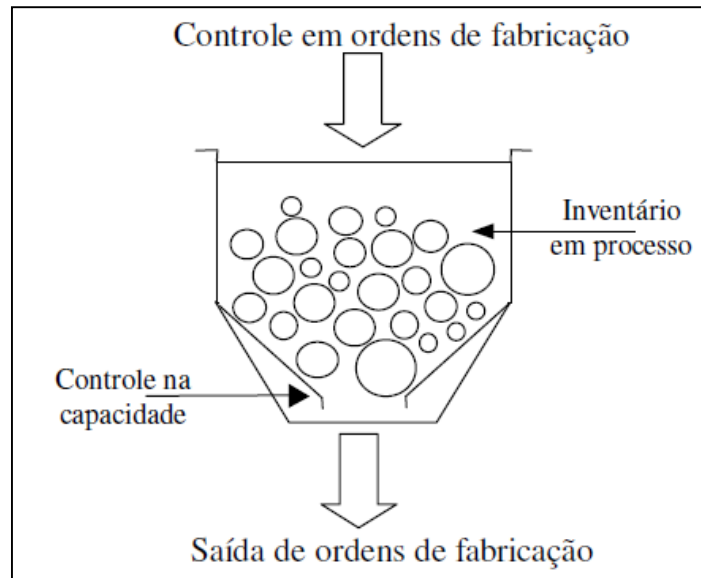 Controle em ordens de fabricação
Inventário
em processo
Controle na
capacidade
Saída de ordens de fabricação